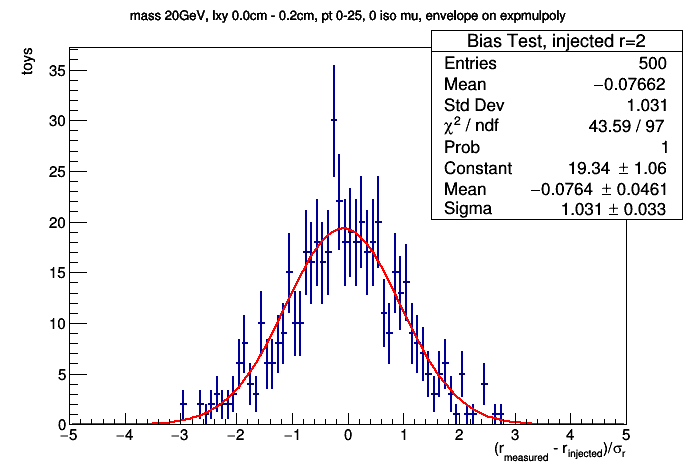 mass 20GeV, lxy 0.0cm - 0.2cm, pt 0-25, 0 iso mu, envelope on expmulpoly
toys
Bias Test, injected r=2
Entries 500
Mean −0.07662
Std Dev 1.031
χ² / ndf 43.59 / 97
Prob 1
Constant 19.34 ± 1.06
Mean −0.0764 ± 0.0461
Sigma 1.031 ± 0.033
35
30
25
20
15
10
5
0
−5 −4 −3 −2 −1 0 1 2 3 4 5
(r_measured - r_injected)/σ_r